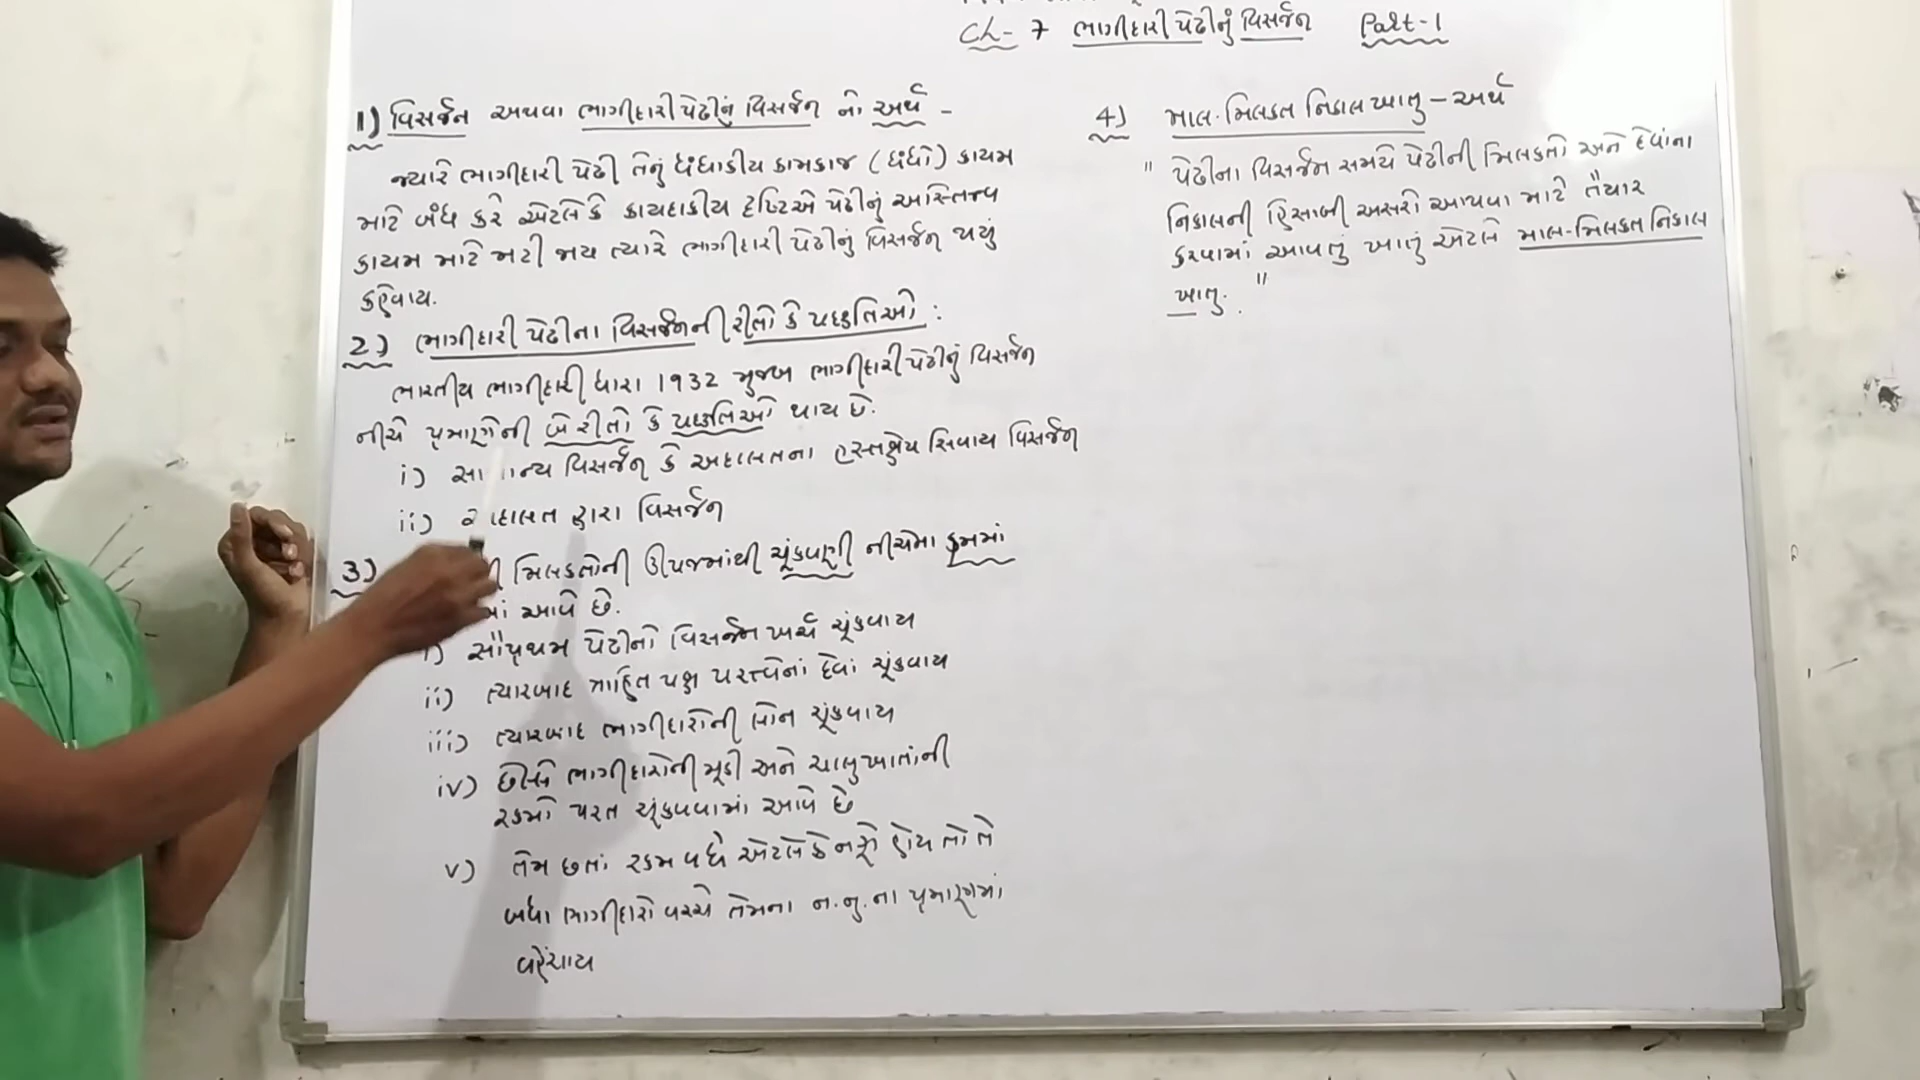 Ch- 7 ભાગીદારી પેઢીનું વિસર્જન Part-1
1) વિસર્જન અથવા ભાગીદારી પેઢીનું વિસર્જન નો અર્થ -
જ્યારે ભાગીદારી પેઢી તેનું ધંધાકીય કામકાજ (ધંધો) કાયમ
માટે બંધ કરે એટલેકે કાયદાકીય દૃષ્ટિએ પેઢીનું અસ્તિત્ત્વ
કાયમ માટે મટી જાય ત્યારે ભાગીદારી પેઢીનું વિસર્જન થયું
કહેવાય.
2) ભાગીદારી પેઢીના વિસર્જનની રીતો કે પધ્ધતિઓ :
ભારતીય ભાગીદારી ધારા 1932 મુજબ ભાગીદારી પેઢીનું વિસર્જન
નીચે પ્રમાણેની બે રીતો કે પધ્ધતિઓ થાય છે.
i) વિસર્જન કે અદાલતના હસ્તક્ષેપ સિવાય વિસર્જન
ii) દ્વારા વિસર્જન
3) મિલકતોની ઊપજમાંથી ચૂંકવણી નીચેના ક્રમમાં
આવે છે.
i) સૌપ્રથમ પેઢીનો વિસર્જન ખર્ચ ચૂંકવાય
ii) ત્યારબાદ ત્રાહિત પક્ષ પરત્વેનાં દેવાં ચૂંકવાય
iii) ત્યારબાદ ભાગીદારોની લોન ચૂંકવાય
iv) છેલ્લે ભાગીદારોની મૂડી અને ચાલુખાતાંની
રકમો પરત ચૂંકવવામાં આવે છે
v) તેમ છતાં રકમ વધે એટલેકે નફો હોય તો તે
બધા ભાગીદારો વચ્ચે તેમના ન.નુ.ના પ્રમાણમાં
વહેંચાય
4) માલ-મિલકત નિકાલ ખાતુ - અર્થ
" પેઢીના વિસર્જન સમયે પેઢીની મિલકતો અને દેવાંના
નિકાલની હિસાબી અસરો આપવા માટે તૈયાર
કરવામાં આવતું ખાતું એટલે માલ-મિલકત નિકાલ
ખાતુ. "